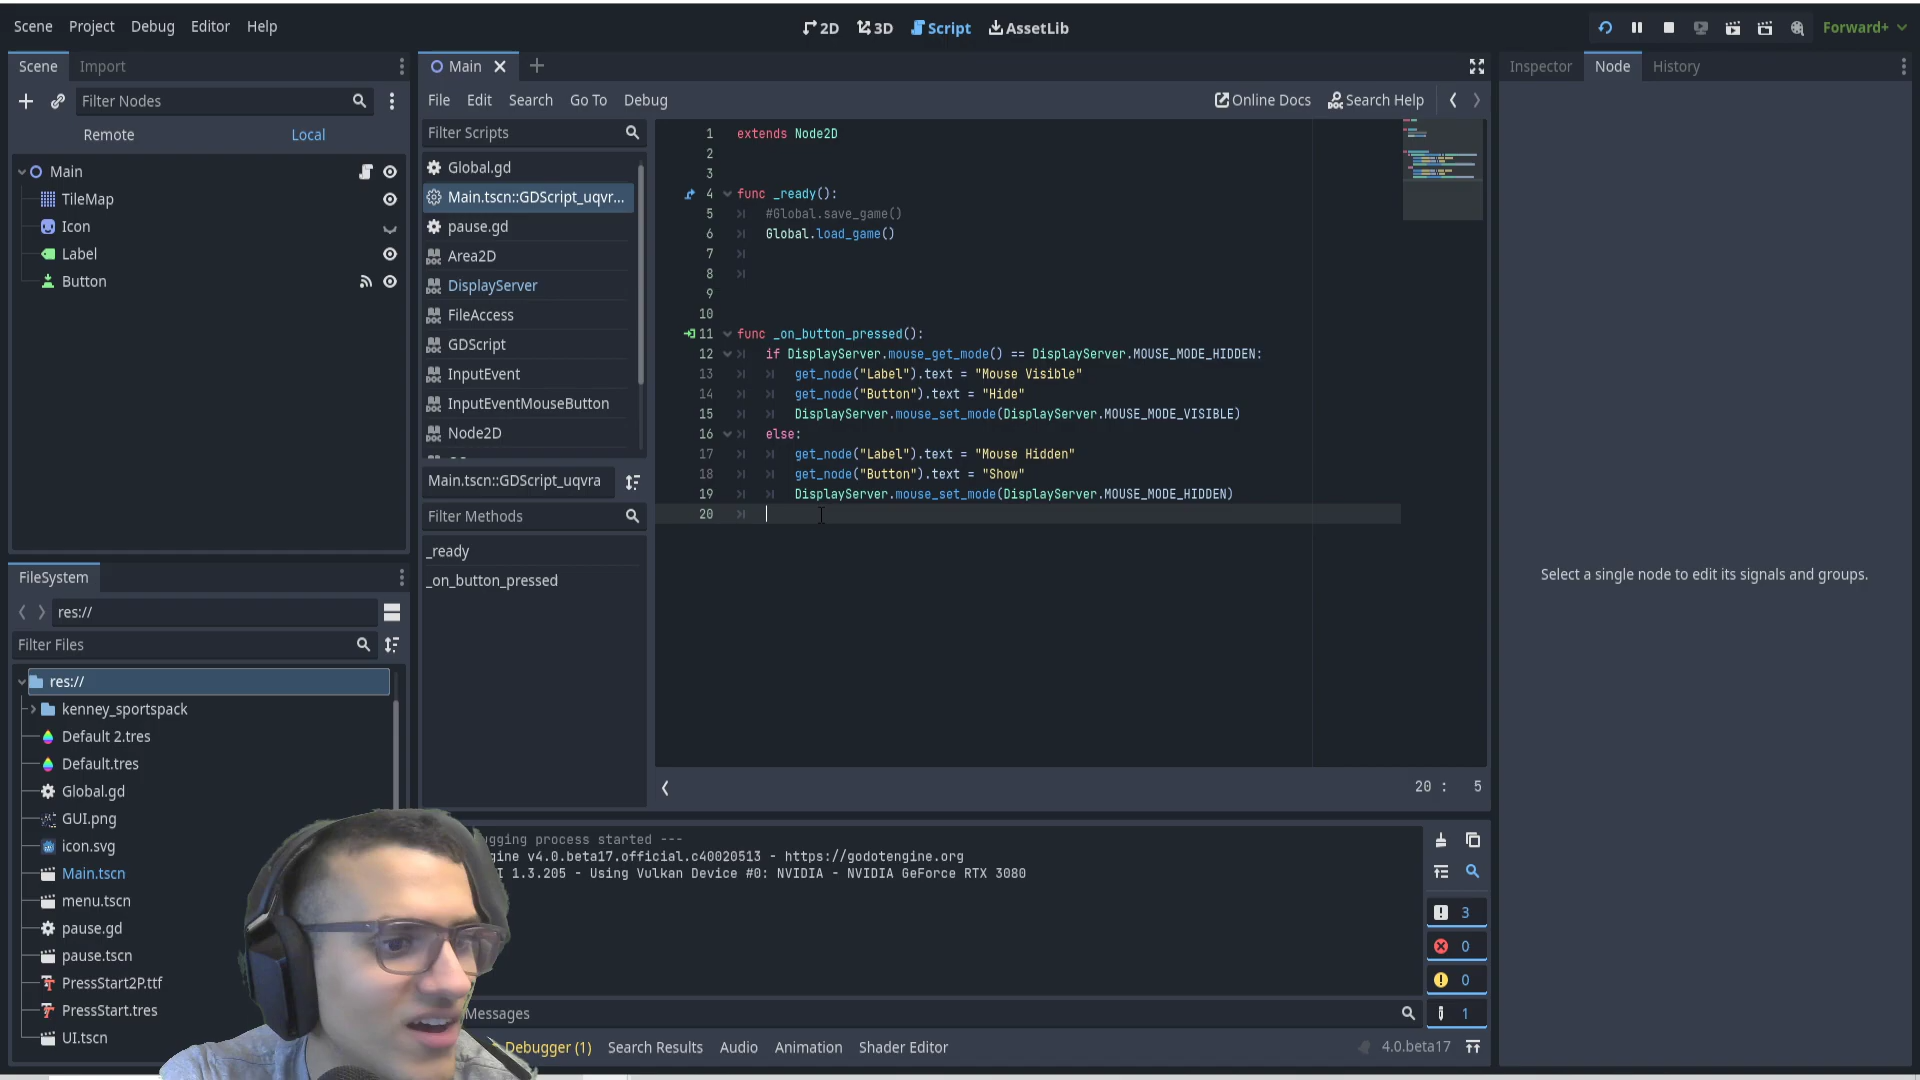 Scene Project Debug Editor Help
2D 3D Script AssetLib
Forward+
Scene Import
Filter Nodes
Remote Local
Main
TileMap
Icon
Label
Button
FileSystem
res://
Filter Files
res://
kenney_sportspack
Default 2.tres
Default.tres
Global.gd
GUI.png
icon.svg
Main.tscn
menu.tscn
pause.gd
pause.tscn
PressStart2P.ttf
PressStart.tres
UI.tscn
Main
File Edit Search Go To Debug
Online Docs Search Help
Filter Scripts
Global.gd
Main.tscn::GDScript_uqvr...
pause.gd
Area2D
DisplayServer
FileAccess
GDScript
InputEvent
InputEventMouseButton
Node2D
Main.tscn::GDScript_uqvra
Filter Methods
_ready
_on_button_pressed
1 extends Node2D
2
3
4 func _ready():
5 #Global.save_game()
6 Global.load_game()
7
8
9
10
11 func _on_button_pressed():
12 if DisplayServer.mouse_get_mode() == DisplayServer.MOUSE_MODE_HIDDEN:
13 get_node("Label").text = "Mouse Visible"
14 get_node("Button").text = "Hide"
15 DisplayServer.mouse_set_mode(DisplayServer.MOUSE_MODE_VISIBLE)
16 else:
17 get_node("Label").text = "Mouse Hidden"
18 get_node("Button").text = "Show"
19 DisplayServer.mouse_set_mode(DisplayServer.MOUSE_MODE_HIDDEN)
20
20 : 5
ugging process started ---
gine v4.0.beta17.official.c40020513 - https://godotengine.org
I 1.3.205 - Using Vulkan Device #0: NVIDIA - NVIDIA GeForce RTX 3080
3
0
0
1
Messages
Debugger (1) Search Results Audio Animation Shader Editor
4.0.beta17
Inspector Node History
Select a single node to edit its signals and groups.